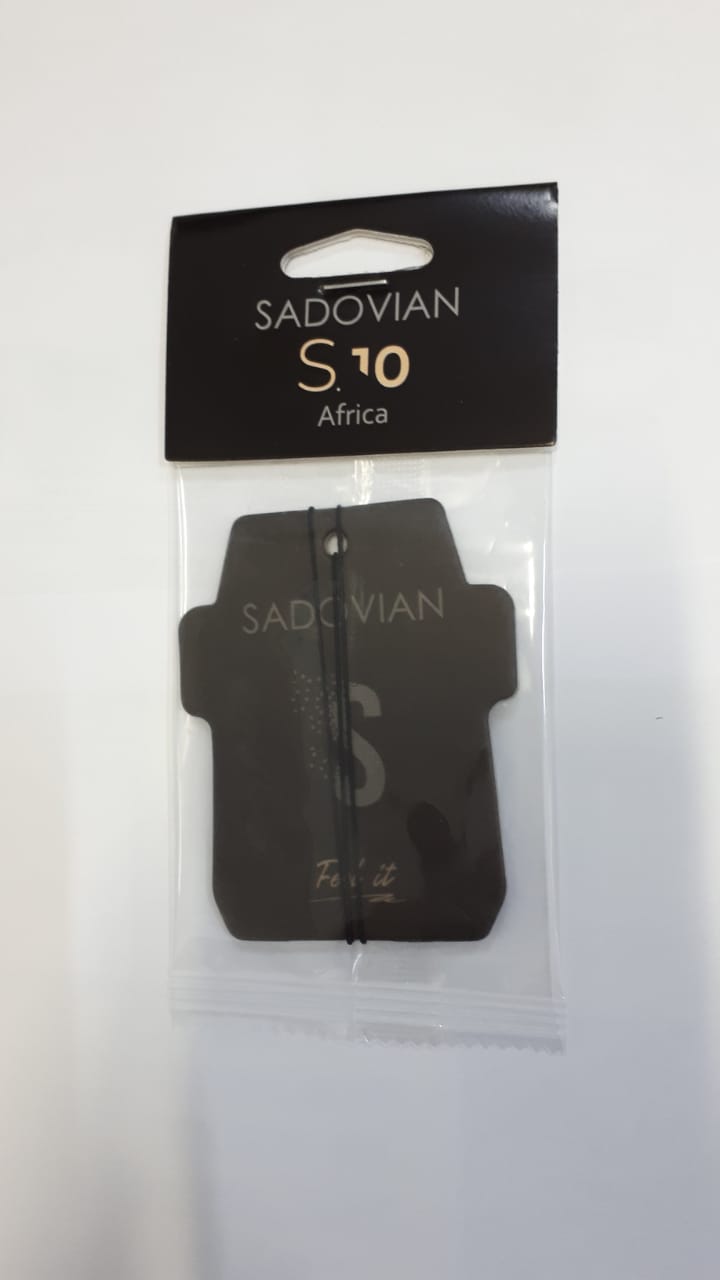 SADOVIAN
S.10
Africa
SADOVIAN
S
Feel it